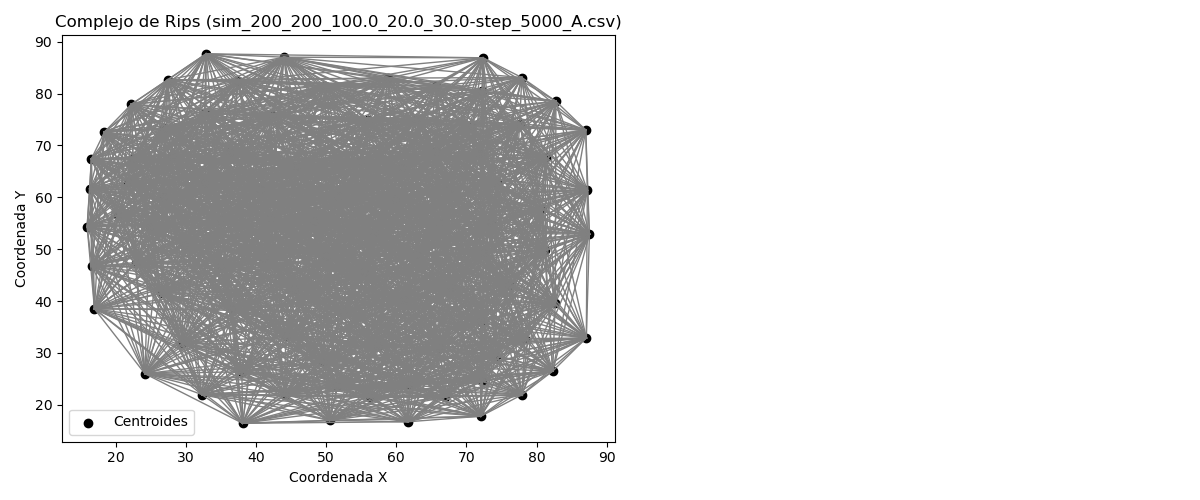 Complejo de Rips (sim_200_200_100.0_20.0_30.0-step_5000_A.csv)
90
80
70
60
50
40
30
20
Coordenada Y
Centroides
20 30 40 50 60 70 80 90
Coordenada X